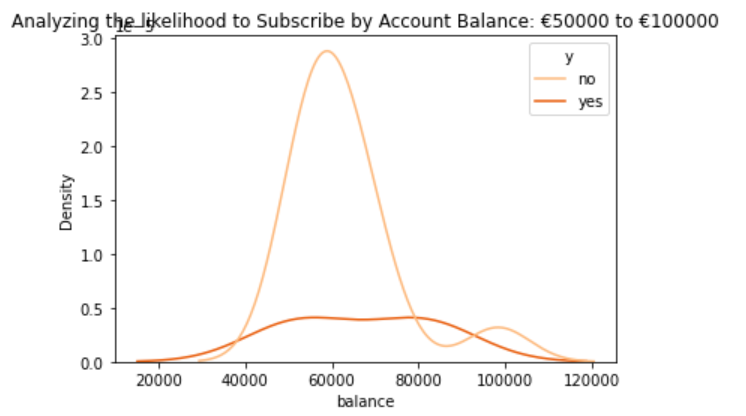 Analyzing the likelihood to Subscribe by Account Balance: €50000 to €100000
1e−5
3.0
2.5
2.0
1.5
1.0
0.5
0.0
Density
y
no
yes
20000 40000 60000 80000 100000 120000
balance